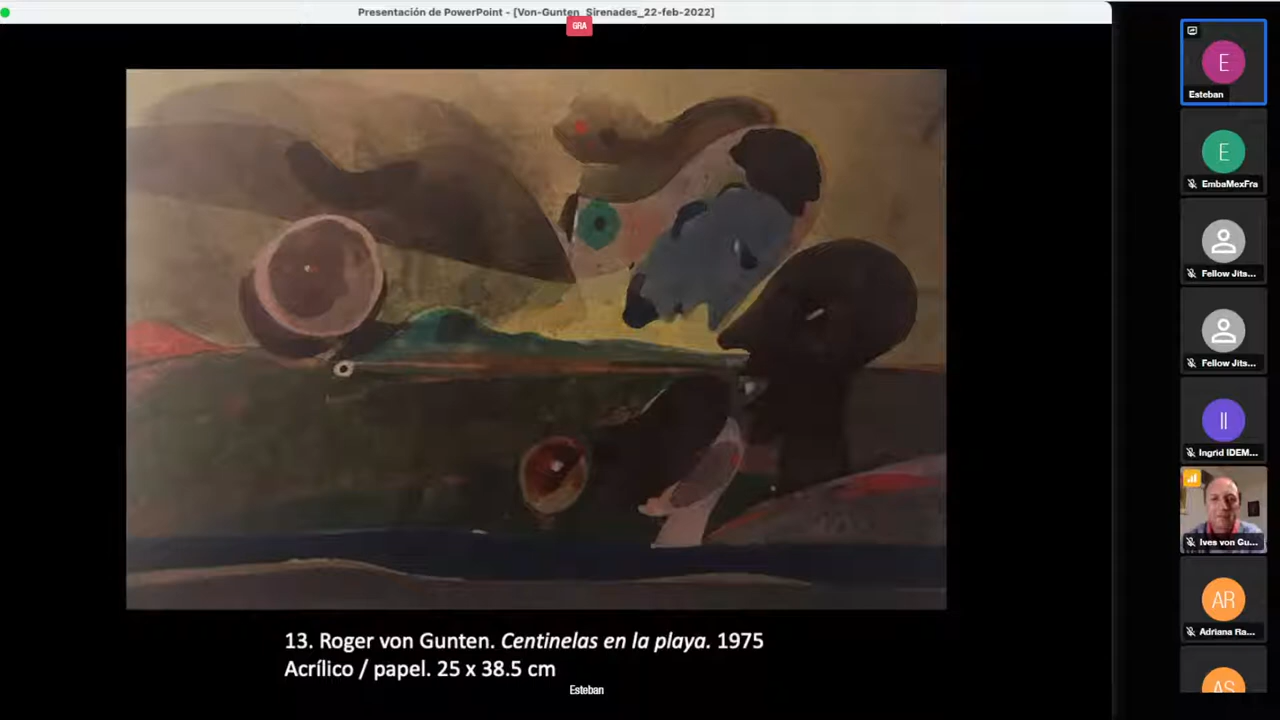 Presentación de PowerPoint - [Von-Gunten_Sirenades_22-feb-2022]
GRA
13. Roger von Gunten. Centinelas en la playa. 1975
Acrílico / papel. 25 x 38.5 cm
Esteban
E
Esteban
E
EmbaMexFra
Fellow Jits...
Fellow Jits...
II
Ingrid IDEM...
Ives von Gu...
AR
Adriana Ra...
AS